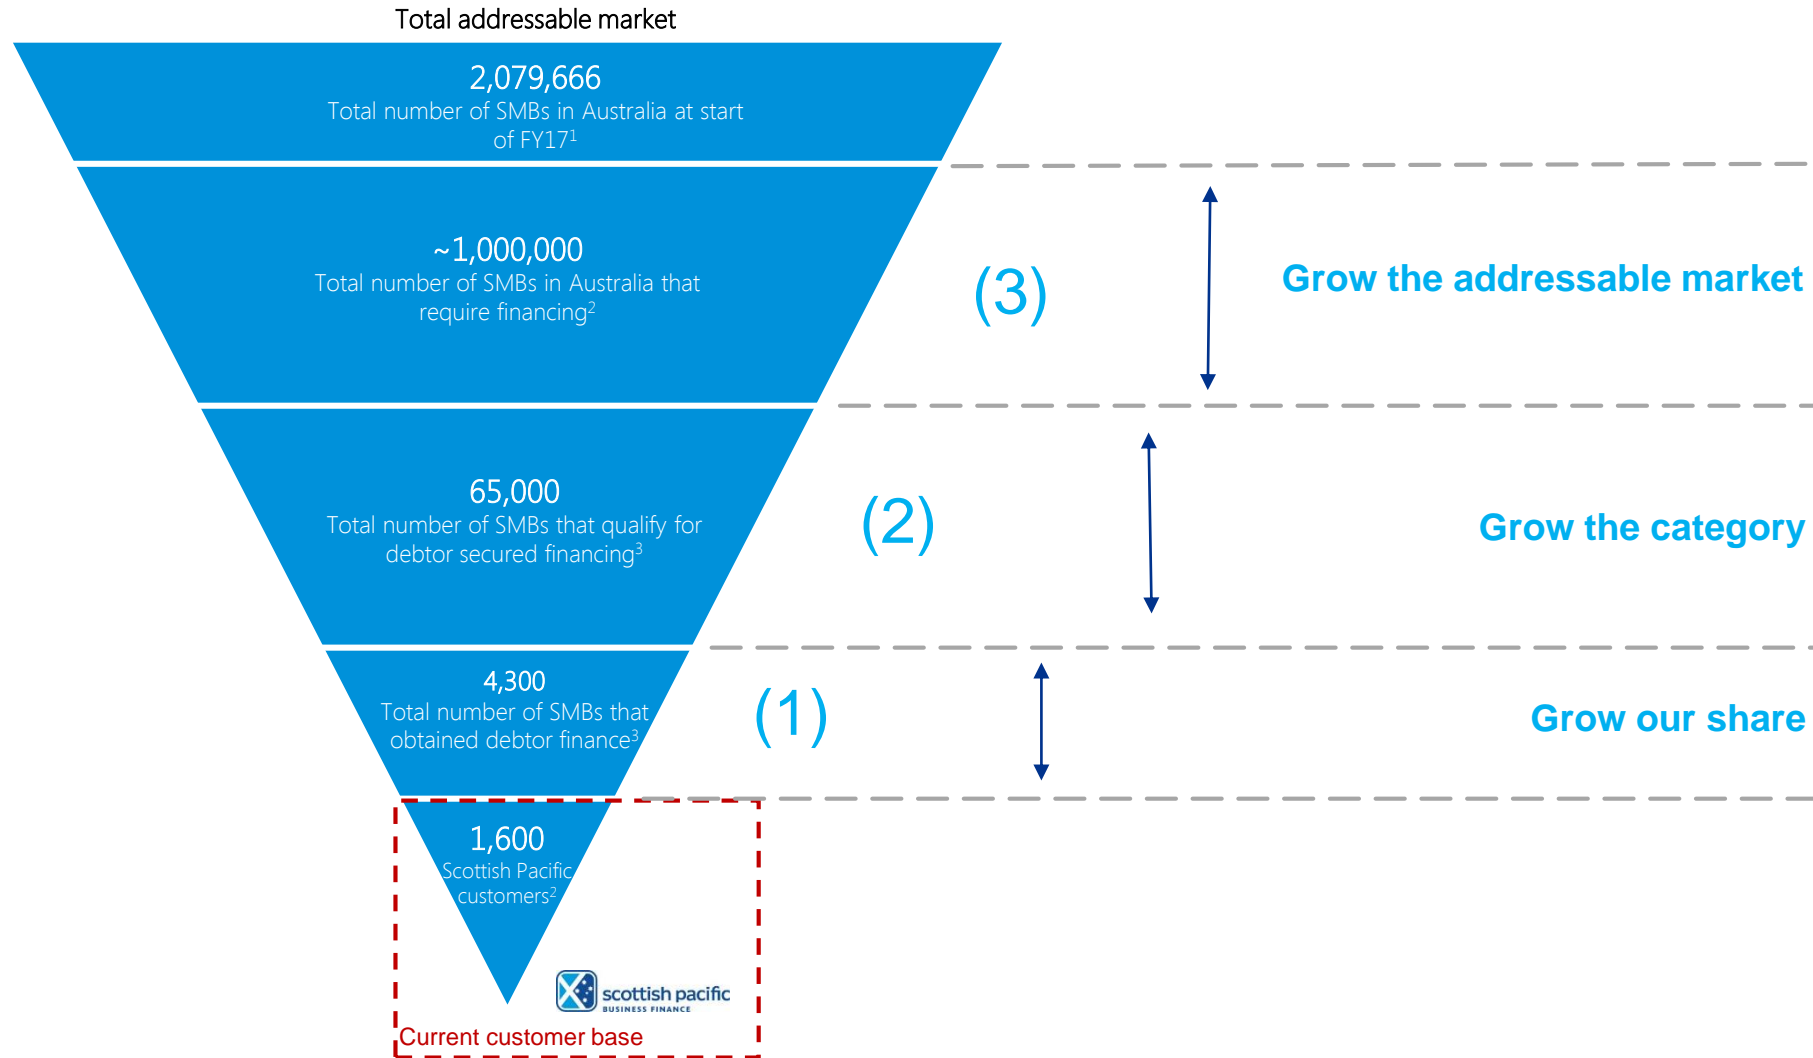 Total addressable market
2,079,666
Total number of SMBs in Australia at start
of FY17¹
~1,000,000
Total number of SMBs in Australia that
require financing²
(3)
Grow the addressable market
65,000
Total number of SMBs that qualify for
debtor secured financing³
(2)
Grow the category
4,300
Total number of SMBs that
obtained debtor finance³
(1)
Grow our share
1,600
Scottish Pacific
customers²
scottish pacific
BUSINESS FINANCE
Current customer base